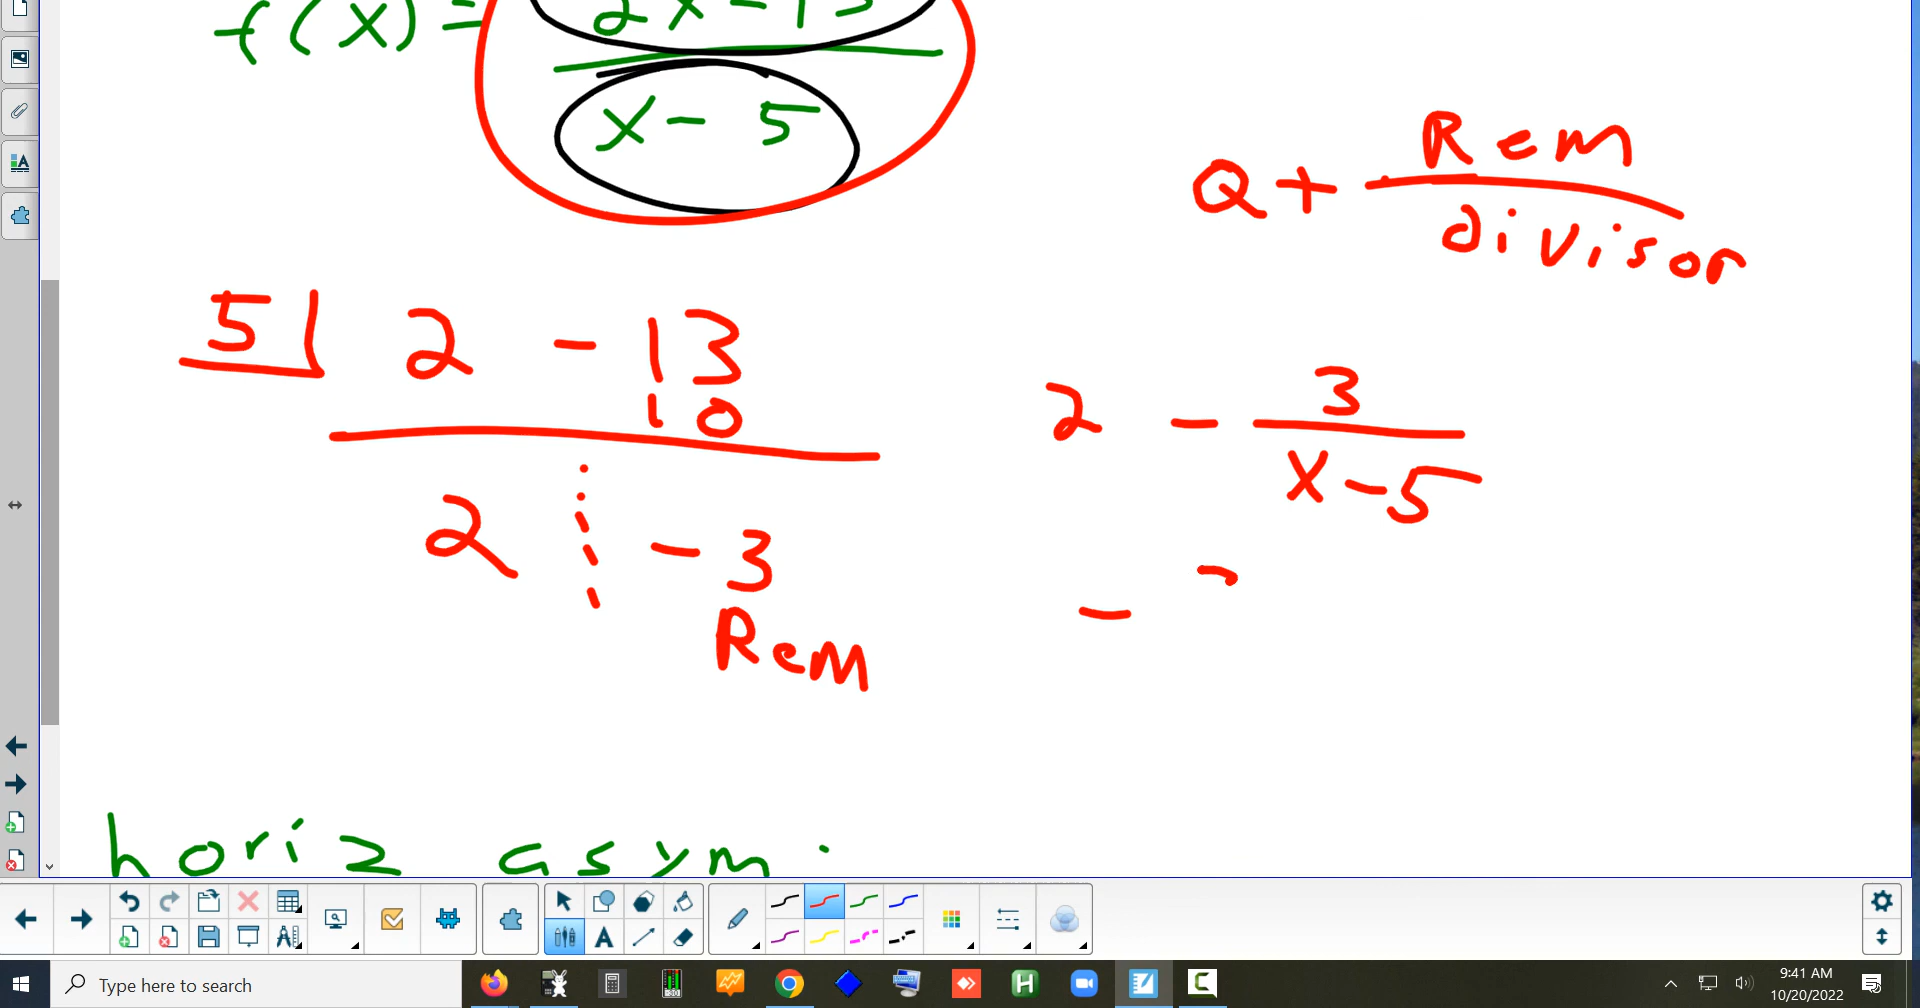 f(x) = 2x - 13
x - 5
Q + Rem
divisor
5 2 - 13
10
2 - 3
Rem
2 - 3
x - 5
-
horiz asym:
A
Type here to search
9:41 AM
10/20/2022